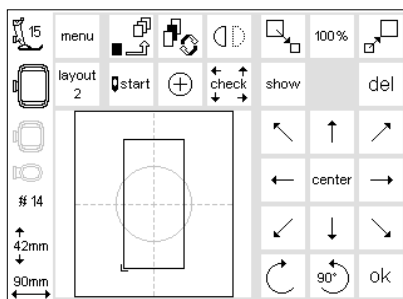 15
menu
100%
layout
2
start
check
show
del
center
# 14
42mm
90mm
90°
ok